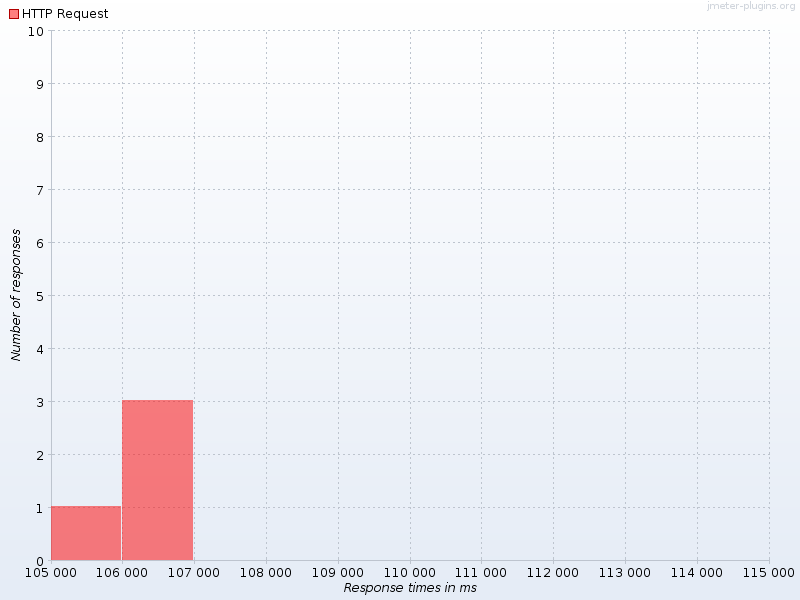 HTTP Request
jmeter-plugins.org
10
9
8
7
6
5
4
3
2
1
0
Number of responses
105 000 106 000 107 000 108 000 109 000 110 000 111 000 112 000 113 000 114 000 115 000
Response times in ms